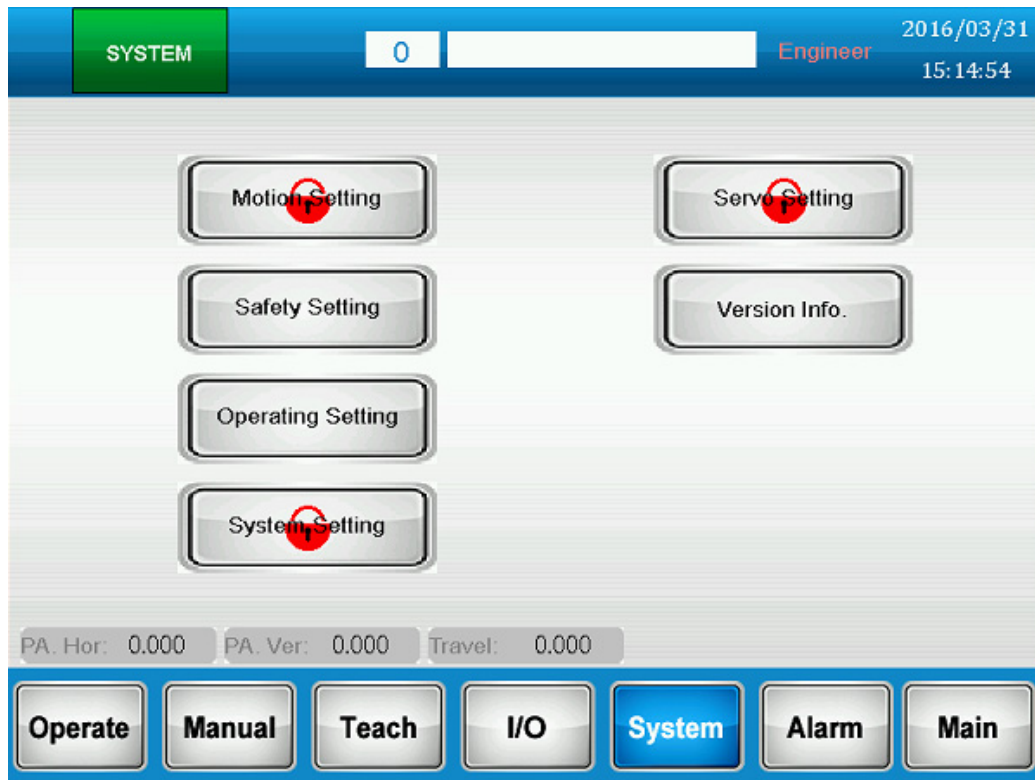 SYSTEM
0
Engineer
2016/03/31
15:14:54
Motion Setting
Servo Setting
Safety Setting
Version Info.
Operating Setting
System Setting
PA. Hor: 0.000 PA. Ver: 0.000 Travel: 0.000
Operate Manual Teach I/O System Alarm Main